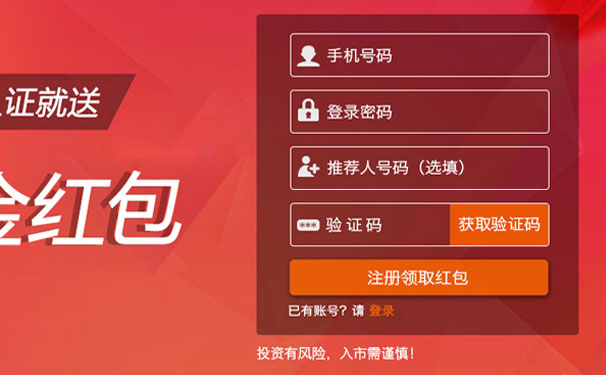 证就送
金红包
手机号码
登录密码
推荐人号码（选填）
验证码
获取验证码
注册领取红包
已有账号？请 登录
投资有风险，入市需谨慎！